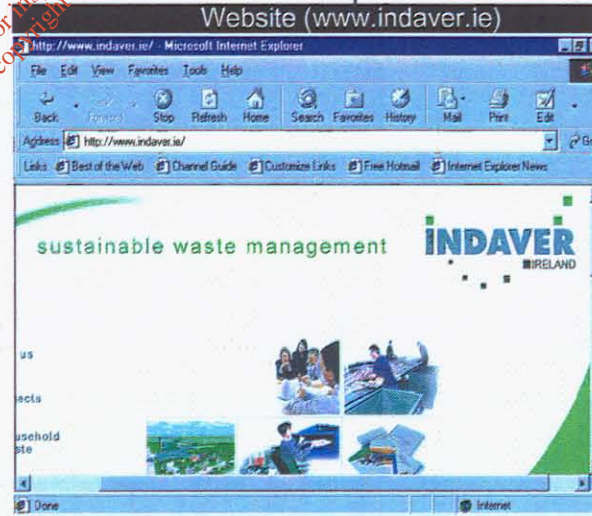 Website (www.indaver.ie)
http://www.indaver.ie/ - Microsoft Internet Explorer
File Edit View Favorites Tools Help
Back Forward Stop Refresh Home Search Favorites History Mail Print Edit
Address http://www.indaver.ie/
Links Best of the Web Channel Guide Customize Links Free Hotmail Internet Explorer News
sustainable waste management
INDAVER
IRELAND
us
ects
usehold
ste
Done Internet